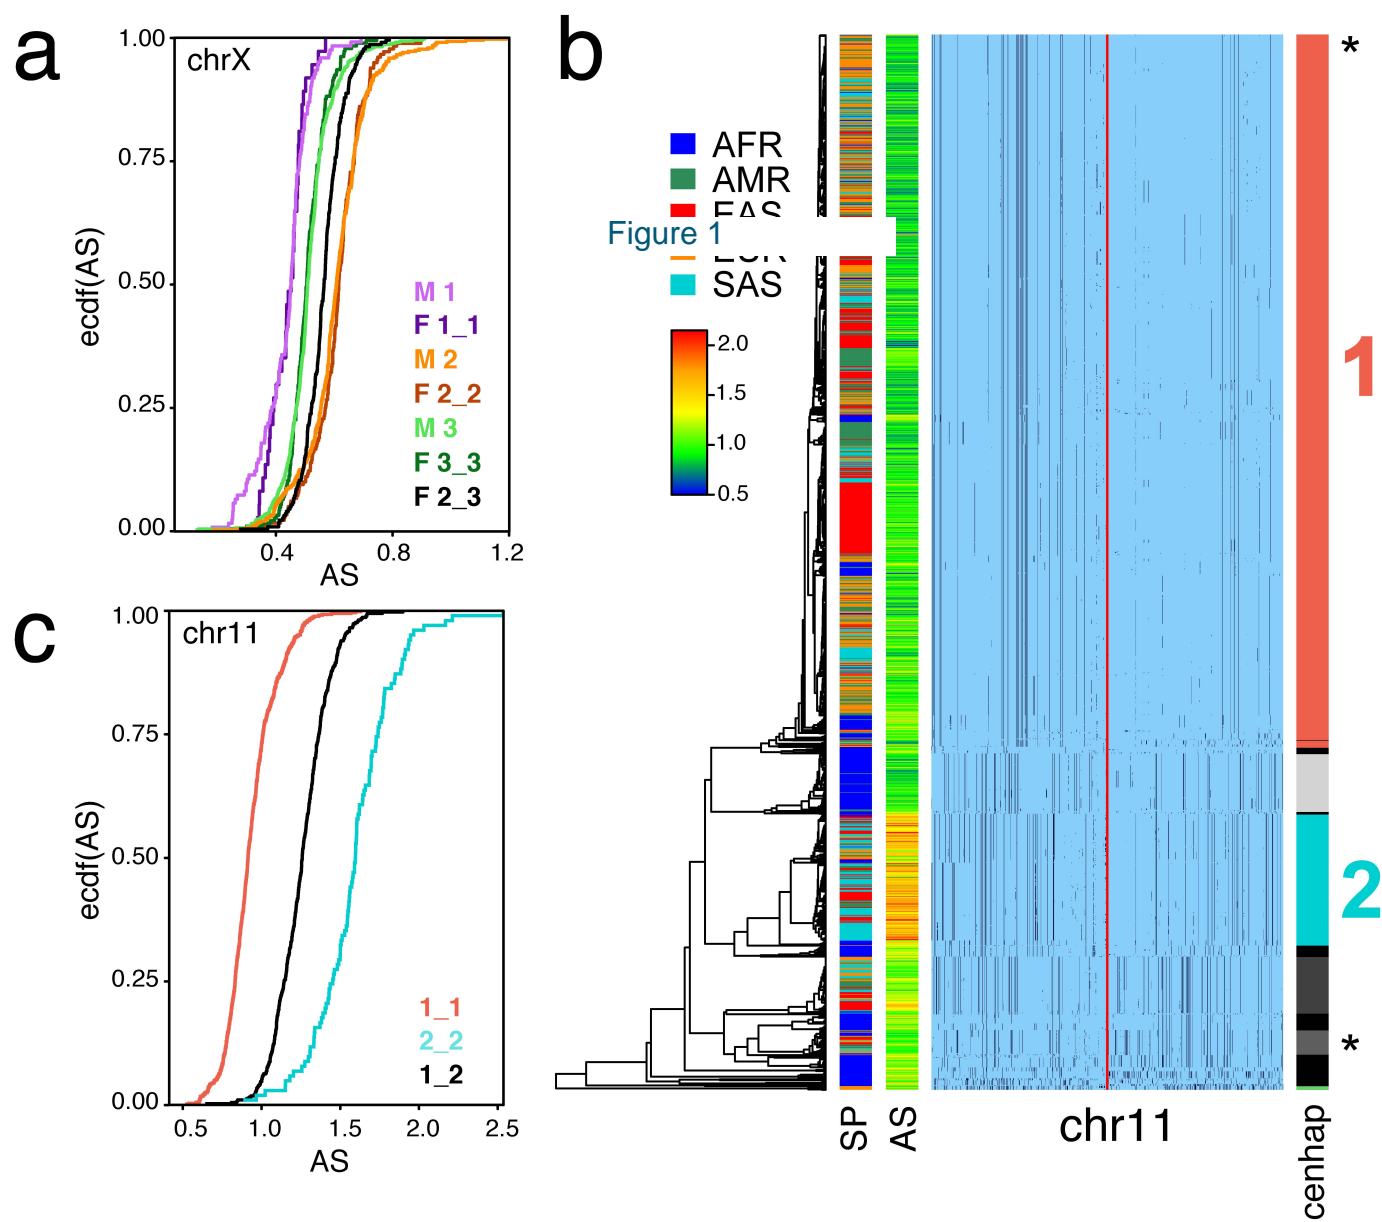 a
chrX
1.00
0.75
0.50
0.25
0.00
ecdf(AS)
M 1
F 1_1
M 2
F 2_2
M 3
F 3_3
F 2_3
0.4
0.8
1.2
AS
b
AFR
AMR
EAS
Figure 1
EUR
SAS
2.0
1.5
1.0
0.5
*
1
2
*
SP
AS
chr11
cenhap
c
chr11
1.00
0.75
0.50
0.25
0.00
ecdf(AS)
1_1
2_2
1_2
0.5
1.0
1.5
2.0
2.5
AS